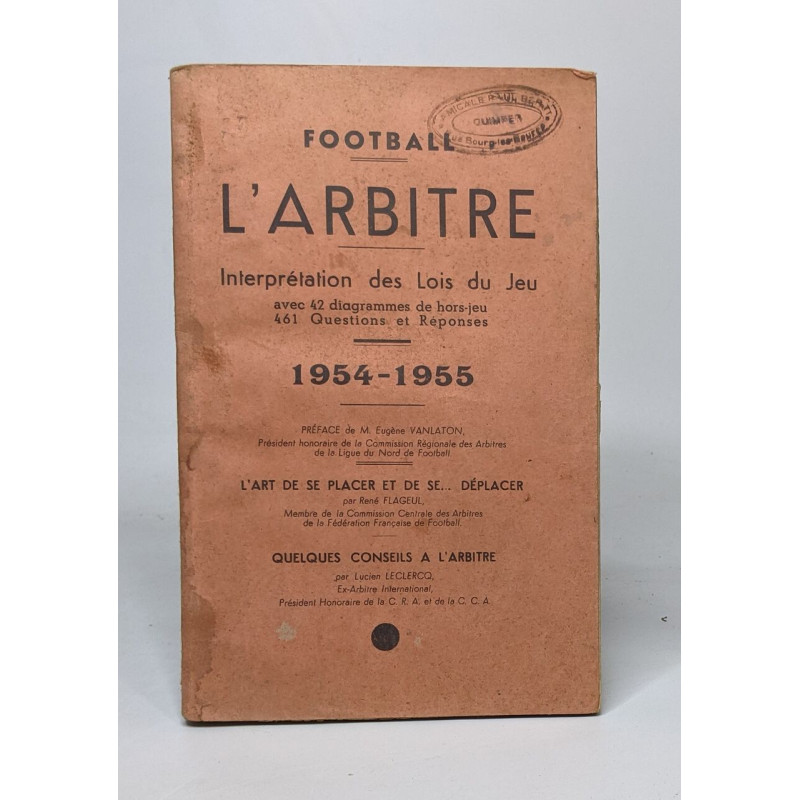 AMICALE PAUL BERT
QUIMPER
FOOTBALL
L'ARBITRE
Interprétation des Lois du Jeu
avec 42 diagrammes de hors-jeu
461 Questions et Réponses
1954-1955
PRÉFACE de M. Eugène VANLATON,
Président honoraire de la Commission Régionale des Arbitres
de la Ligue du Nord de Football.
L'ART DE SE PLACER ET DE SE... DÉPLACER
par René FLAGEUL,
Membre de la Commission Centrale des Arbitres
de la Fédération Française de Football.
QUELQUES CONSEILS A L'ARBITRE
par Lucien LECLERCQ,
Ex-Arbitre International,
Président Honoraire de la C. R. A. et de la C. C. A.